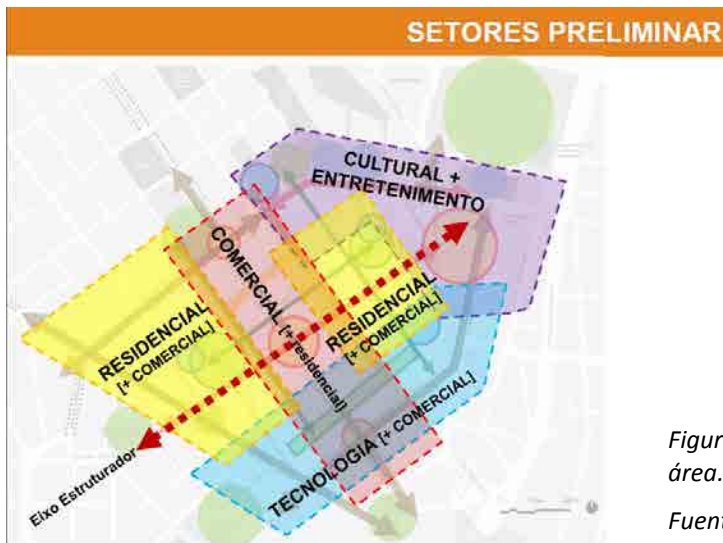 SETORES PRELIMINAR
CULTURAL +
ENTRETENIMENTO
COMERCIAL [+ residencial]
RESIDENCIAL
[+ COMERCIAL]
RESIDENCIAL
[+ COMERCIAL]
TECNOLOGIA [+ COMERCIAL]
Eixo Estruturador
Figur
área.
Fuent